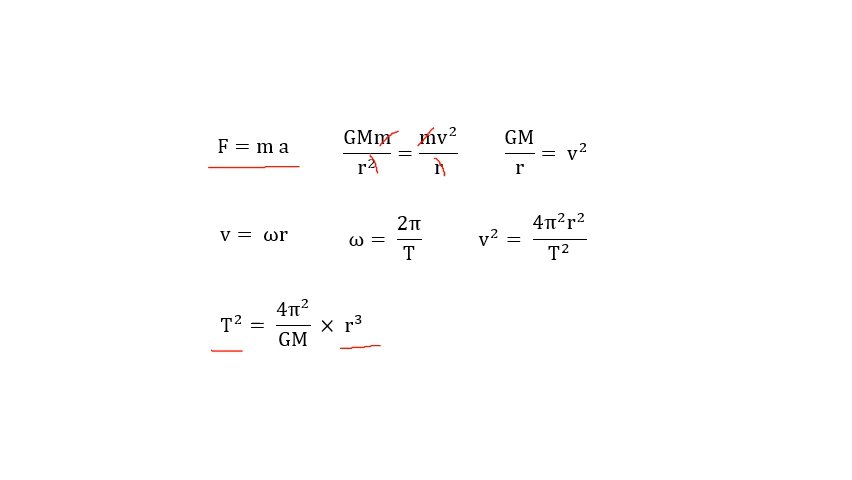 F = m a    GMm/r² = mv²/r    GM/r = v²
v = ωr    ω = 2π/T    v² = 4π²r²/T²
T² = 4π²/GM × r³